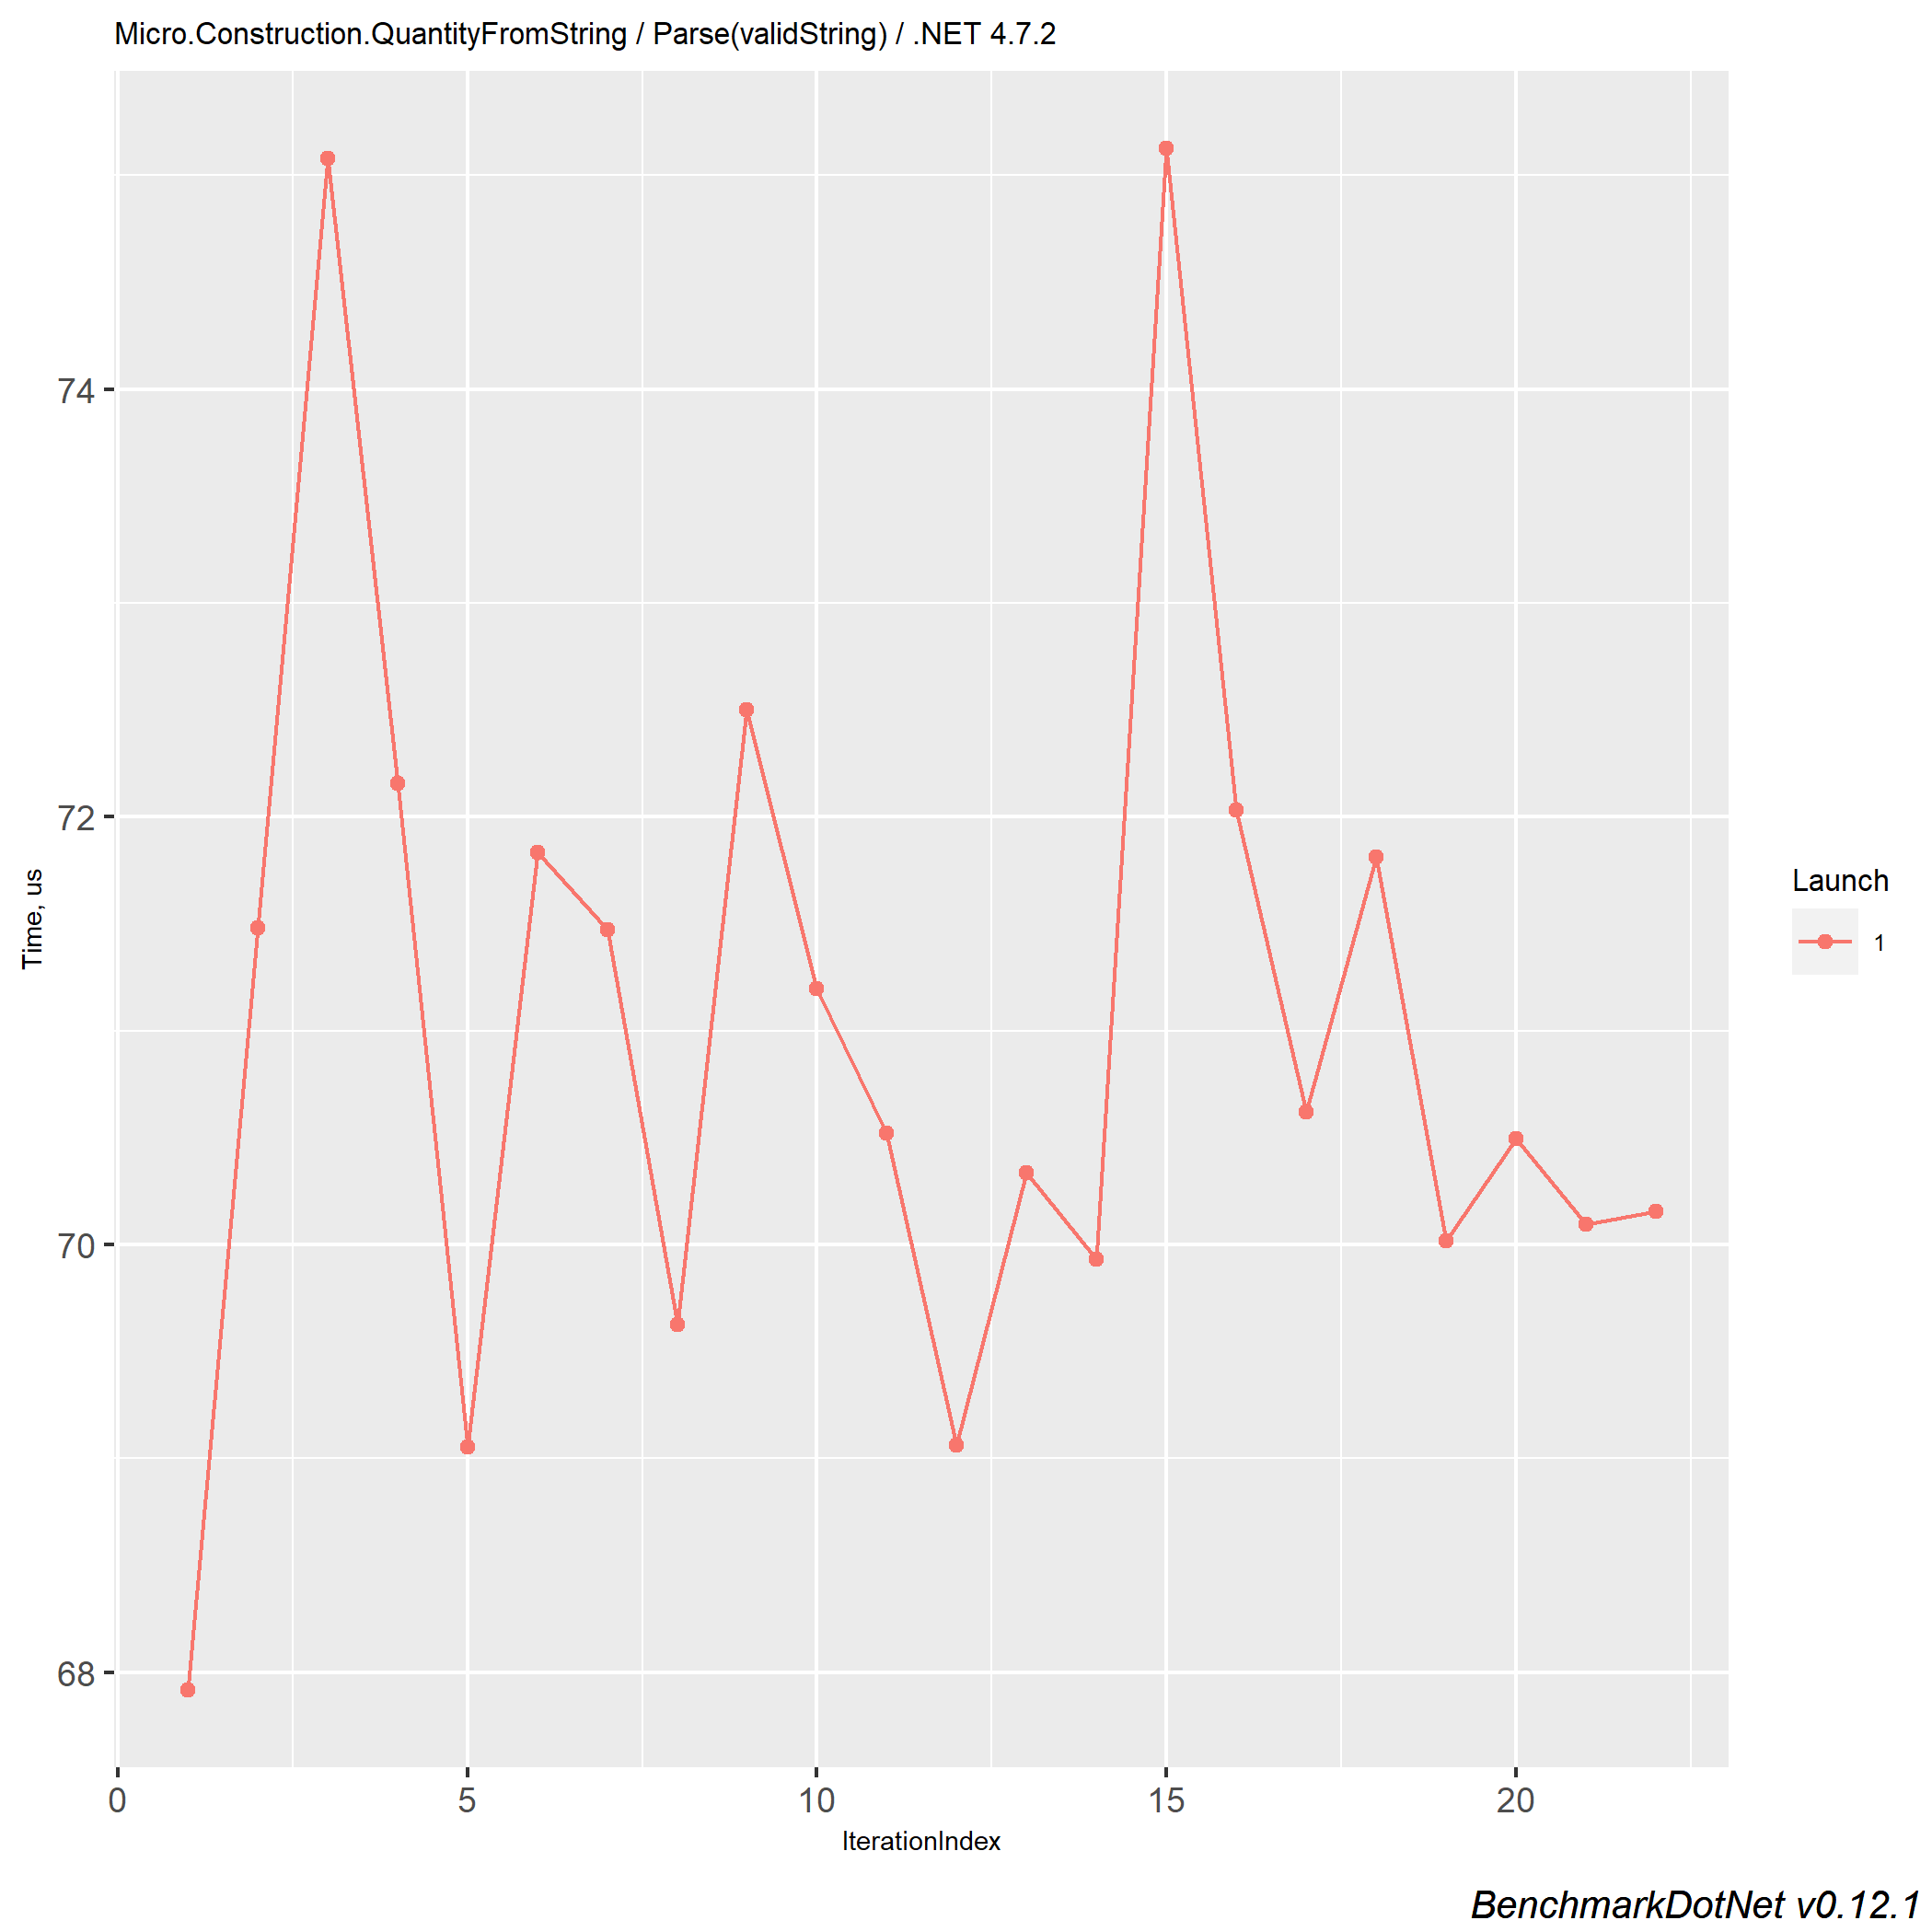 Micro.Construction.QuantityFromString / Parse(validString) / .NET 4.7.2
74
72
70
68
Time, us
0 5 10 15 20
IterationIndex
Launch
1
BenchmarkDotNet v0.12.1